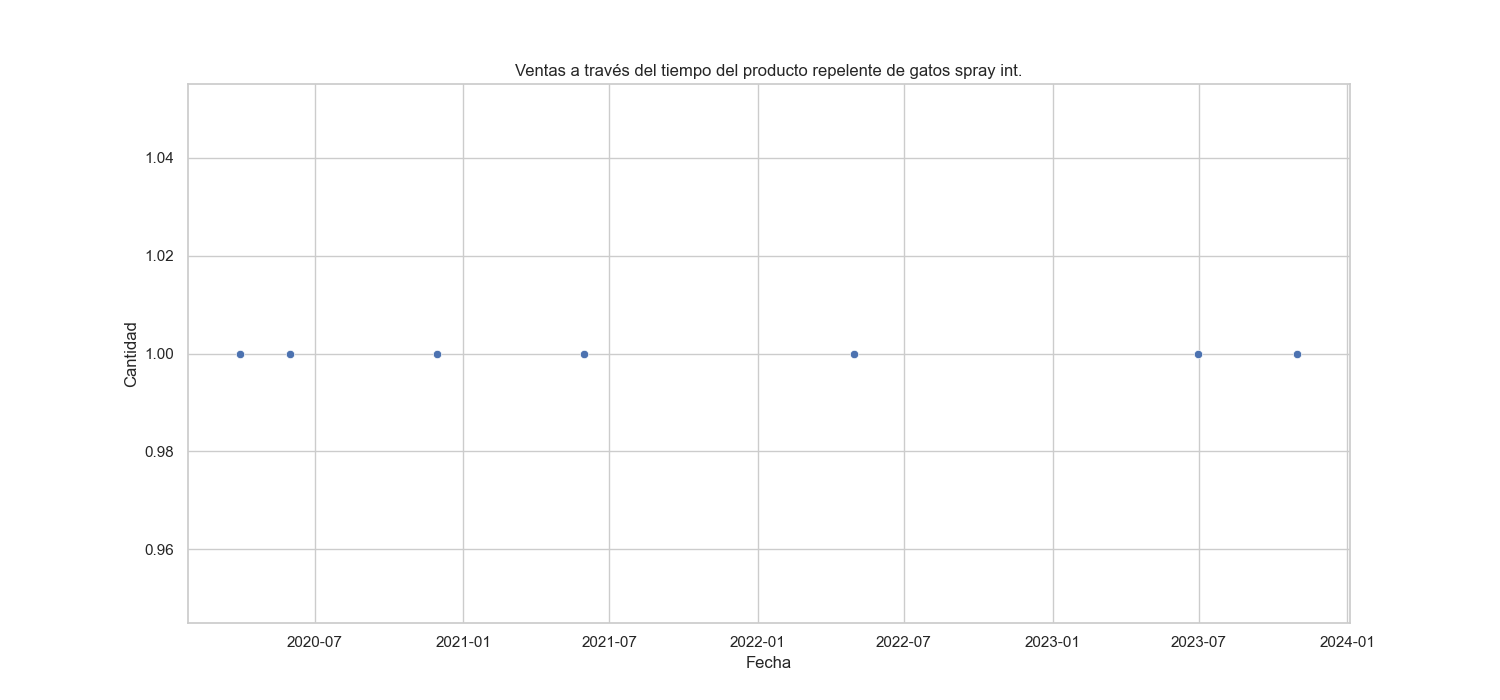 Ventas a través del tiempo del producto repelente de gatos spray int.
1.04
1.02
1.00
0.98
0.96
Cantidad
2020-07 2021-01 2021-07 2022-01 2022-07 2023-01 2023-07 2024-01
Fecha